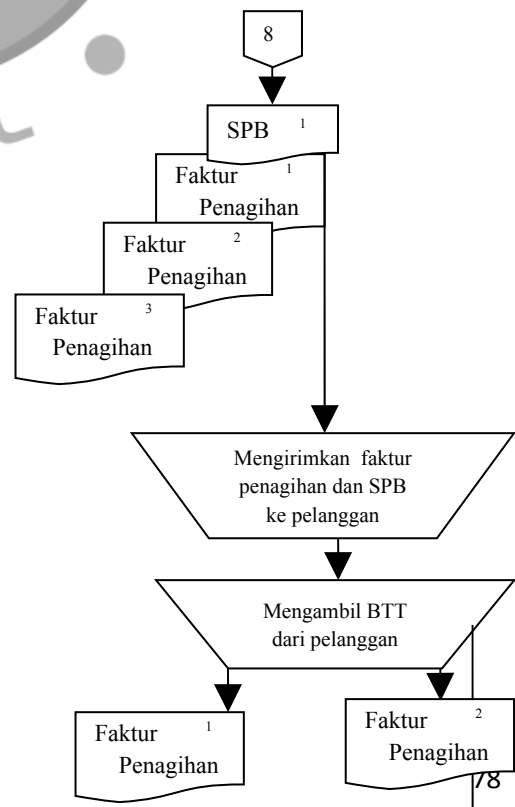 8
SPB 1
Faktur 1
Penagihan
Faktur 2
Penagihan
Faktur 3
Penagihan
Mengirimkan faktur
penagihan dan SPB
ke pelanggan
Mengambil BTT
dari pelanggan
Faktur 1
Penagihan
Faktur 2
Penagihan
78